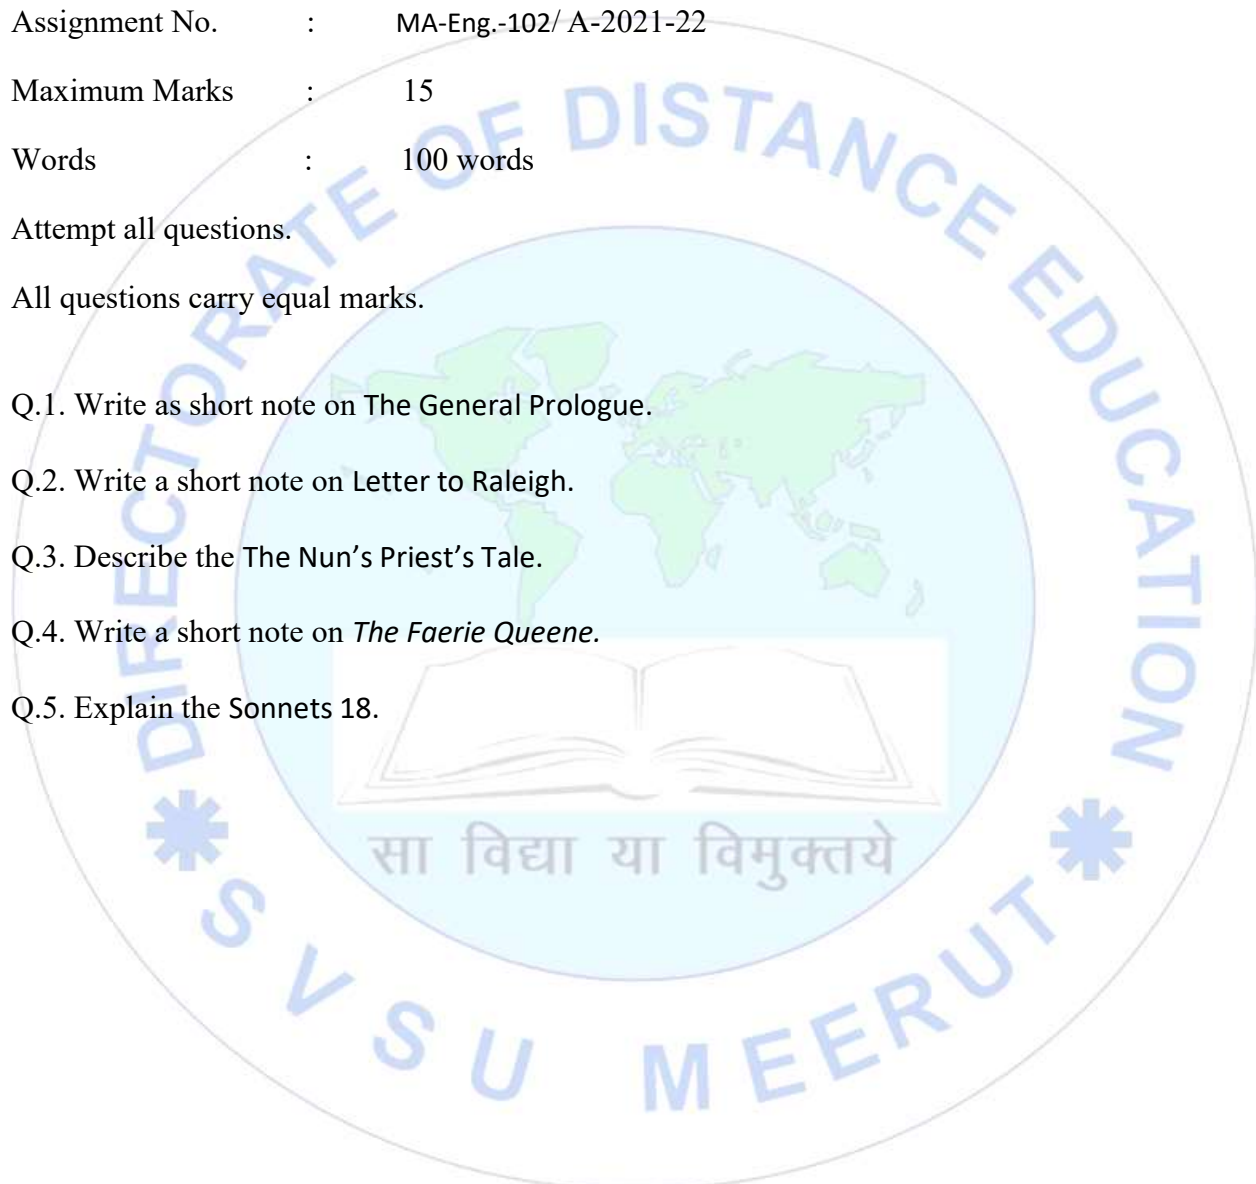 Assignment No. : MA-Eng.-102/ A-2021-22
Maximum Marks : 15
Words : 100 words
Attempt all questions.
All questions carry equal marks.
Q.1. Write as short note on The General Prologue.
Q.2. Write a short note on Letter to Raleigh.
Q.3. Describe the The Nun’s Priest’s Tale.
Q.4. Write a short note on The Faerie Queene.
Q.5. Explain the Sonnets 18.
DIRECTORATE OF DISTANCE EDUCATION
सा विद्या या विमुक्तये
* S V S U MEERUT *